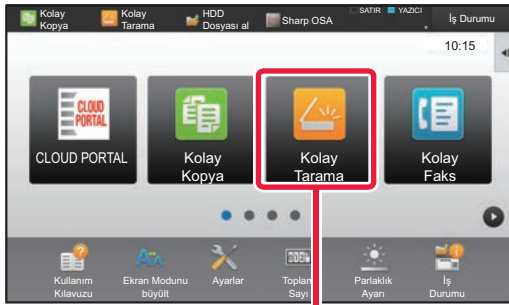 Kolay Kopya
Kolay Tarama
HDD Dosyası al
Sharp OSA
SATIR
YAZICI
İş Durumu
10:15
CLOUD PORTAL
CLOUD PORTAL
Kolay Kopya
Kolay Tarama
Kolay Faks
Kullanım Kılavuzu
Ekran Modunu büyült
Ayarlar
Sayı
Parlaklık Ayarı
İş Durumu